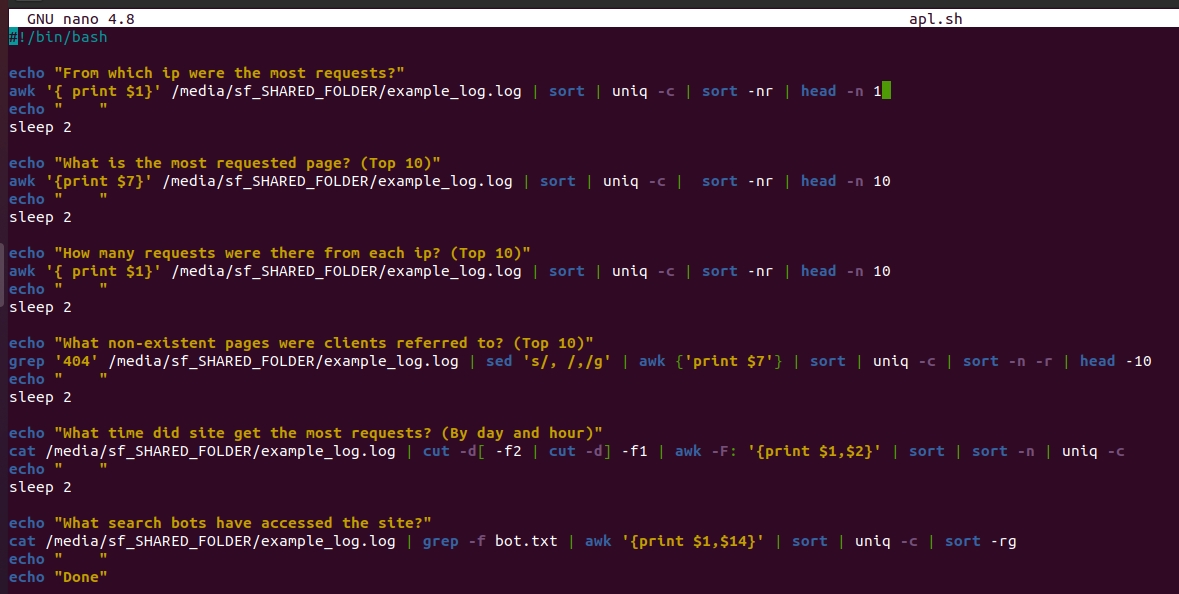 GNU nano 4.8 apl.sh
#!/bin/bash
echo "From which ip were the most requests?"
awk '{ print $1}' /media/sf_SHARED_FOLDER/example_log.log | sort | uniq -c | sort -nr | head -n 1
echo "    "
sleep 2
echo "What is the most requested page? (Top 10)"
awk '{print $7}' /media/sf_SHARED_FOLDER/example_log.log | sort | uniq -c |  sort -nr | head -n 10
echo "    "
sleep 2
echo "How many requests were there from each ip? (Top 10)"
awk '{ print $1}' /media/sf_SHARED_FOLDER/example_log.log | sort | uniq -c | sort -nr | head -n 10
echo "    "
sleep 2
echo "What non-existent pages were clients referred to? (Top 10)"
grep '404' /media/sf_SHARED_FOLDER/example_log.log | sed 's/, /,/g' | awk {'print $7'} | sort | uniq -c | sort -n -r | head -10
echo "    "
sleep 2
echo "What time did site get the most requests? (By day and hour)"
cat /media/sf_SHARED_FOLDER/example_log.log | cut -d[ -f2 | cut -d] -f1 | awk -F: '{print $1,$2}' | sort | sort -n | uniq -c
echo "    "
sleep 2
echo "What search bots have accessed the site?"
cat /media/sf_SHARED_FOLDER/example_log.log | grep -f bot.txt | awk '{print $1,$14}' | sort | uniq -c | sort -rg
echo "    "
echo "Done"